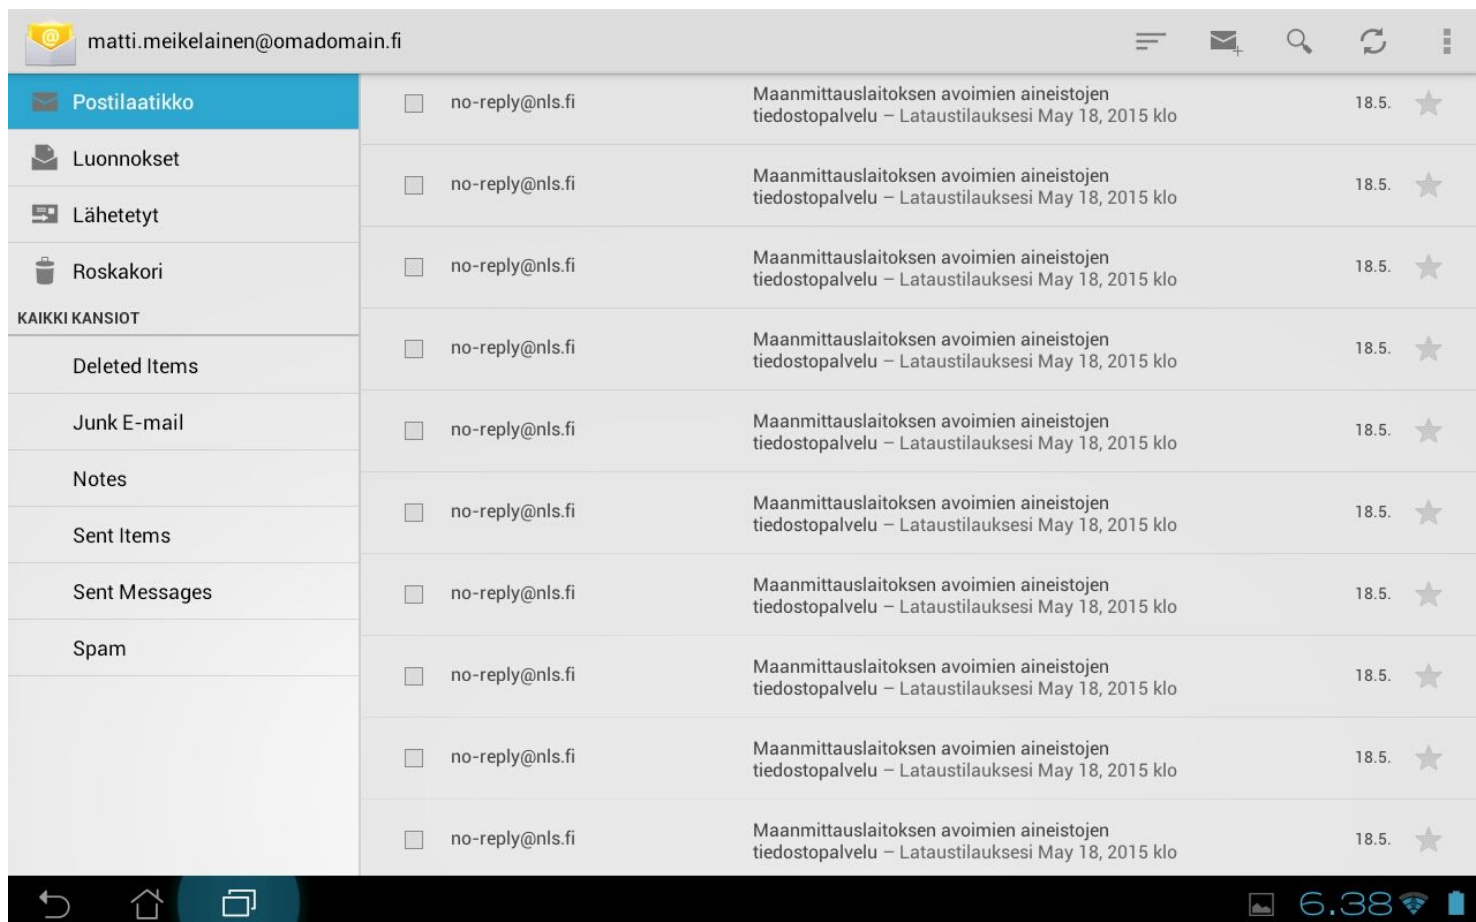 matti.meikelainen@omadomain.fi
Postilaatikko
Luonnokset
Lähetetyt
Roskakori
KAIKKI KANSIOT
Deleted Items
Junk E-mail
Notes
Sent Items
Sent Messages
Spam
no-reply@nls.fi
Maanmittauslaitoksen avoimien aineistojen
tiedostopalvelu – Lataustilauksesi May 18, 2015 klo
18.5.
no-reply@nls.fi
Maanmittauslaitoksen avoimien aineistojen
tiedostopalvelu – Lataustilauksesi May 18, 2015 klo
18.5.
no-reply@nls.fi
Maanmittauslaitoksen avoimien aineistojen
tiedostopalvelu – Lataustilauksesi May 18, 2015 klo
18.5.
no-reply@nls.fi
Maanmittauslaitoksen avoimien aineistojen
tiedostopalvelu – Lataustilauksesi May 18, 2015 klo
18.5.
no-reply@nls.fi
Maanmittauslaitoksen avoimien aineistojen
tiedostopalvelu – Lataustilauksesi May 18, 2015 klo
18.5.
no-reply@nls.fi
Maanmittauslaitoksen avoimien aineistojen
tiedostopalvelu – Lataustilauksesi May 18, 2015 klo
18.5.
no-reply@nls.fi
Maanmittauslaitoksen avoimien aineistojen
tiedostopalvelu – Lataustilauksesi May 18, 2015 klo
18.5.
no-reply@nls.fi
Maanmittauslaitoksen avoimien aineistojen
tiedostopalvelu – Lataustilauksesi May 18, 2015 klo
18.5.
no-reply@nls.fi
Maanmittauslaitoksen avoimien aineistojen
tiedostopalvelu – Lataustilauksesi May 18, 2015 klo
18.5.
no-reply@nls.fi
Maanmittauslaitoksen avoimien aineistojen
tiedostopalvelu – Lataustilauksesi May 18, 2015 klo
18.5.
6.38